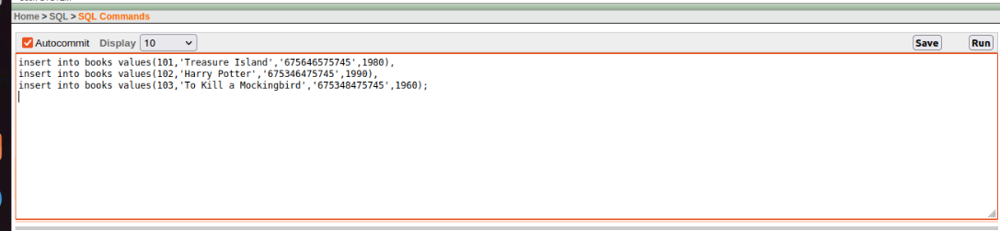 Home > SQL > SQL Commands
Autocommit Display 10 Save Run
insert into books values(101,'Treasure Island','675646575745',1980),
insert into books values(102,'Harry Potter','675346475745',1990),
insert into books values(103,'To Kill a Mockingbird','675348475745',1960);